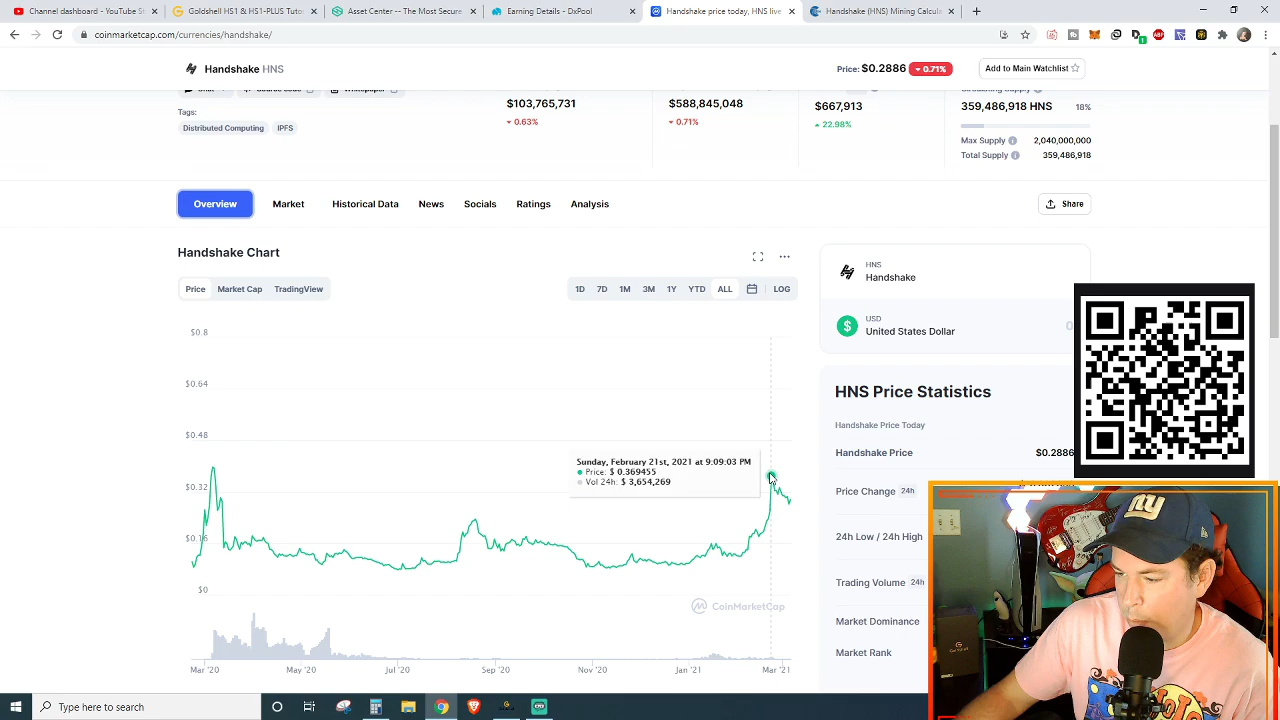 Channel dashboard - YouTube Stu
Goldshell HS1 & HS1-PLUS Tutor
Asset Center -- The Most Secure
Earning Details - DxPool
Handshake price today, HNS live
Handshake (HNS) Mining Calcula
coinmarketcap.com/currencies/handshake/
ABP
1
Handshake HNS
Price: $0.2886 0.71%
Add to Main Watchlist
Tags:
Distributed Computing
IPFS
$103,765,731
0.63%
$588,845,048
0.71%
$667,913
22.98%
359,486,918 HNS 18%
Max Supply 2,040,000,000
Total Supply 359,486,918
Overview
Market
Historical Data
News
Socials
Ratings
Analysis
Share
Handshake Chart
Price
Market Cap
TradingView
1D 7D 1M 3M 1Y YTD ALL LOG
$0.8
$0.64
$0.48
$0.32
$0.16
$0
Sunday, February 21st, 2021 at 9:09:03 PM
Price: $ 0.369455
Vol 24h: $ 3,654,269
CoinMarketCap
Mar '20
May '20
Jul '20
Sep '20
Nov '20
Jan '21
Mar '21
HNS
Handshake
USD
United States Dollar
0
HNS Price Statistics
Handshake Price Today
Handshake Price $0.2886
Price Change 24h
24h Low / 24h High
Trading Volume 24h
Market Dominance
Market Rank
NY
Type here to search